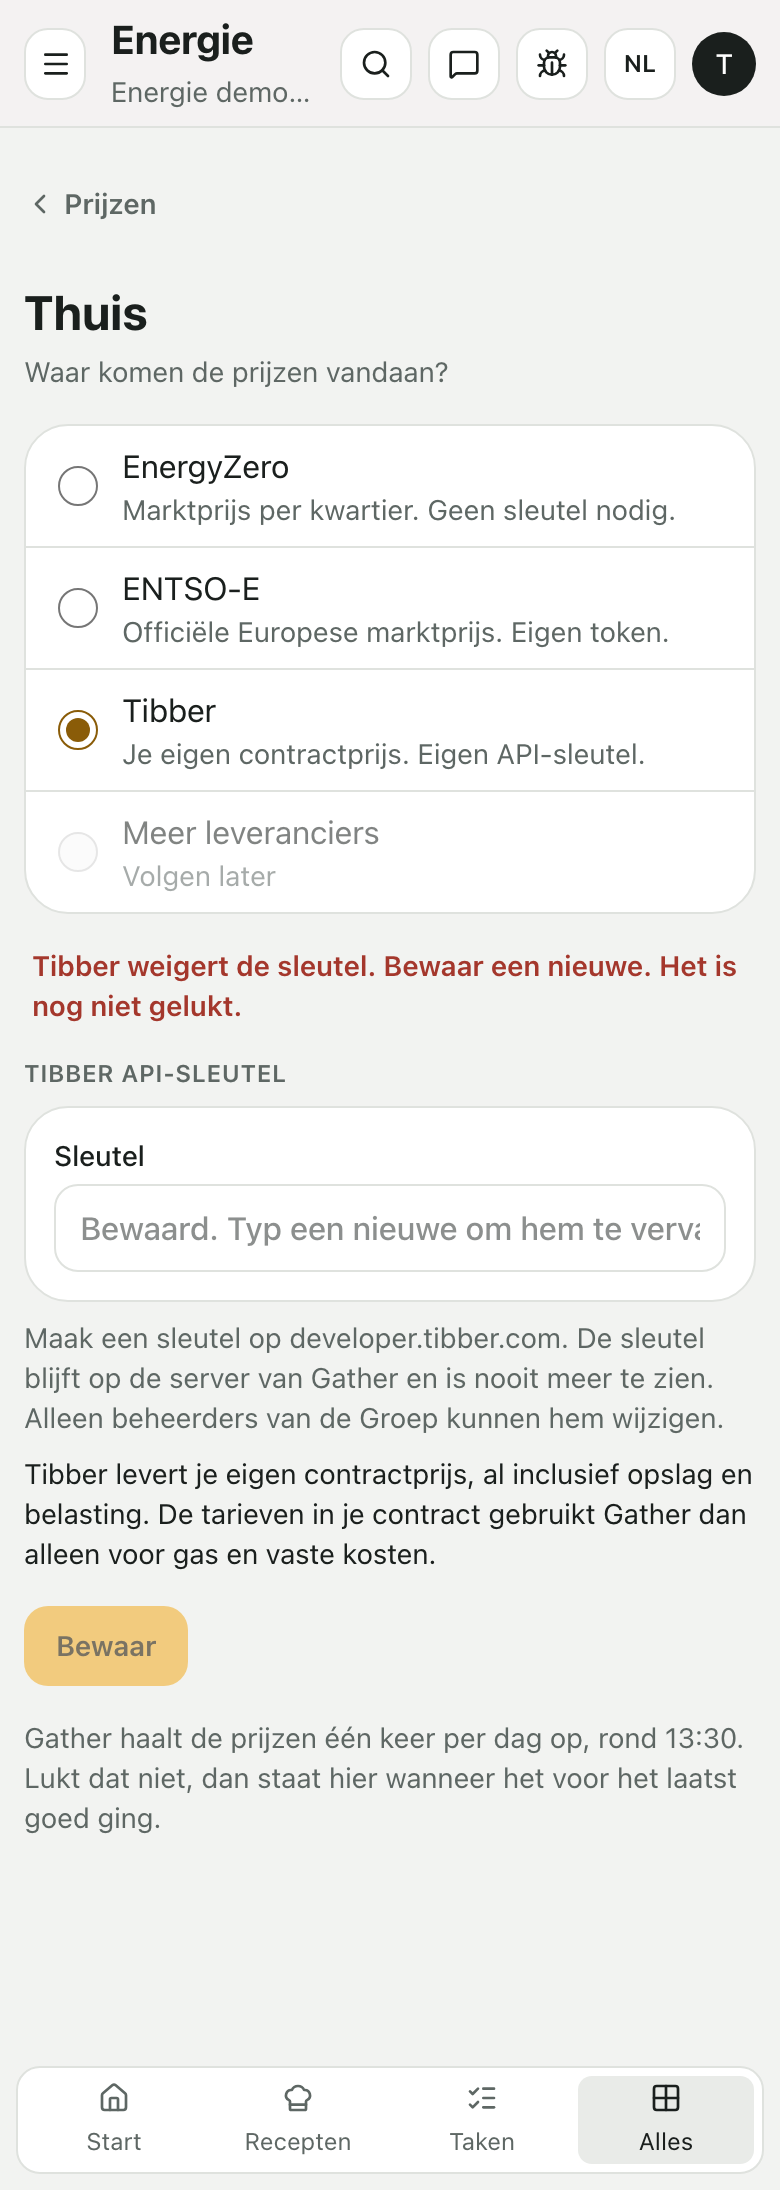 Energie
Energie demo...
NL
T
Prijzen
Thuis
Waar komen de prijzen vandaan?
EnergyZero
Marktprijs per kwartier. Geen sleutel nodig.
ENTSO-E
Officiële Europese marktprijs. Eigen token.
Tibber
Je eigen contractprijs. Eigen API-sleutel.
Meer leveranciers
Volgen later
Tibber weigert de sleutel. Bewaar een nieuwe. Het is
nog niet gelukt.
TIBBER API-SLEUTEL
Sleutel
Bewaard. Typ een nieuwe om hem te verva
Maak een sleutel op developer.tibber.com. De sleutel
blijft op de server van Gather en is nooit meer te zien.
Alleen beheerders van de Groep kunnen hem wijzigen.
Tibber levert je eigen contractprijs, al inclusief opslag en
belasting. De tarieven in je contract gebruikt Gather dan
alleen voor gas en vaste kosten.
Bewaar
Gather haalt de prijzen één keer per dag op, rond 13:30.
Lukt dat niet, dan staat hier wanneer het voor het laatst
goed ging.
Start
Recepten
Taken
Alles